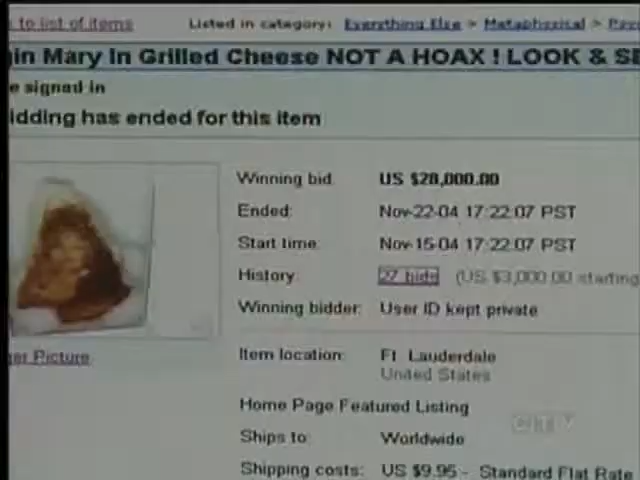 to list of items
Listed in category: Everything Else > Metaphysical >
in Mary In Grilled Cheese NOT A HOAX ! LOOK & SE
e signed in
idding has ended for this item
Winning bid: US $28,000.00
Ended: Nov-22-04 17:22:07 PST
Start time: Nov-15-04 17:22:07 PST
History: 27 bids (US $3,000.00 starting
Winning bidder: User ID kept private
er Picture
Item location: Ft. Lauderdale
United States
Home Page Featured Listing
Ships to: Worldwide
Shipping costs: US $9.95 - Standard Flat Rate
CITY